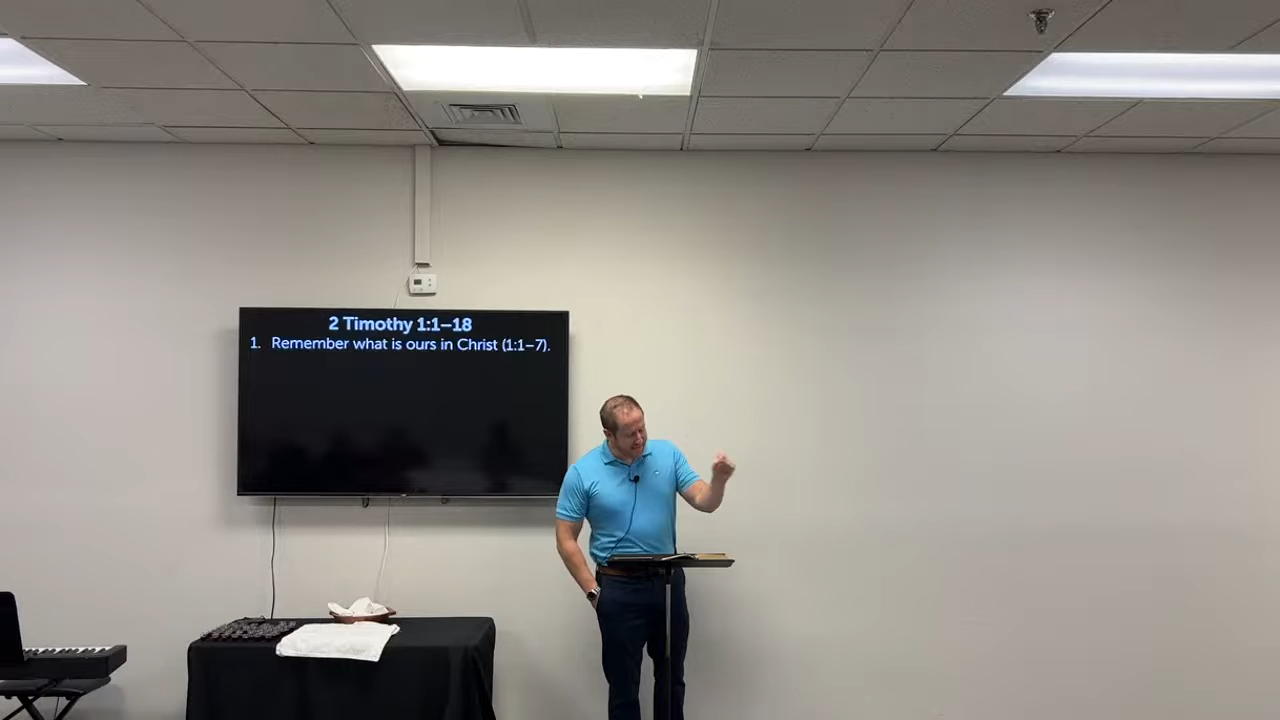 2 Timothy 1:1–18
1. Remember what is ours in Christ (1:1–7).